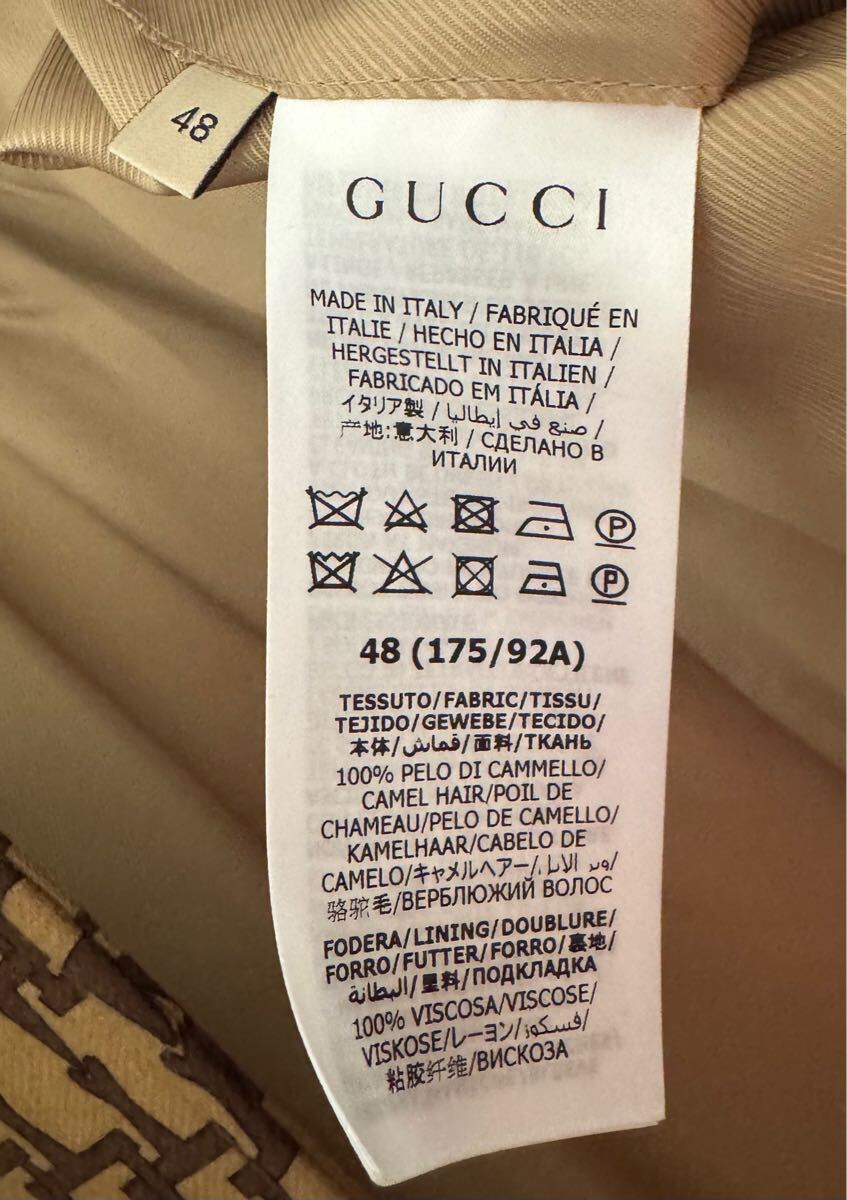 48
GUCCI
MADE IN ITALY / FABRIQUÉ EN
ITALIE / HECHO EN ITALIA /
HERGESTELLT IN ITALIEN /
FABRICADO EM ITÁLIA /
イタリア製 / صنع في إيطاليا /
产地:意大利 / СДЕЛАНО В
ИТАЛИИ
P
P
48 (175/92A)
TESSUTO/FABRIC/TISSU/
TEJIDO/GEWEBE/TECIDO/
本体/قماش/面料/ТКАНЬ
100% PELO DI CAMMELLO/
CAMEL HAIR/POIL DE
CHAMEAU/PELO DE CAMELLO/
KAMELHAAR/CABELO DE
CAMELO/キャメルヘアー/وبر الابل/
骆驼毛/ВЕРБЛЮЖИЙ ВОЛОС
FODERA/LINING/DOUBLURE/
FORRO/FUTTER/FORRO/裏地/
البطانة/里料/ПОДКЛАДКА
100% VISCOSA/VISCOSE/
VISKOSE/レーヨン/فسكوز/
粘胶纤维/ВИСКОЗА